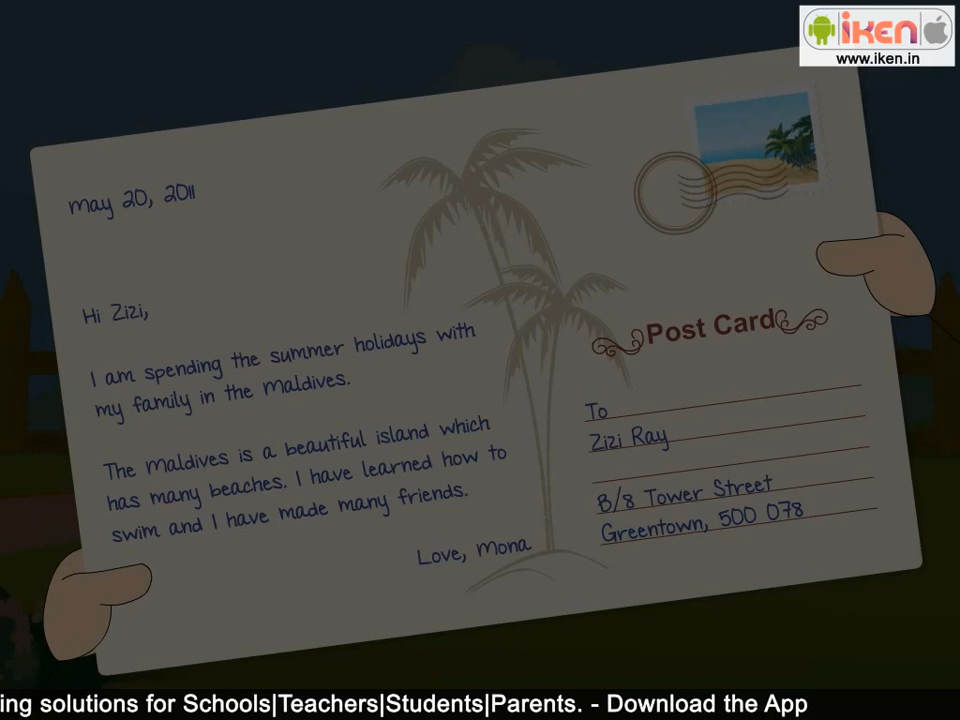 iKEN
www.iken.in
may 20, 2011
Hi Zizi,
I am spending the summer holidays with
my family in the maldives.
The maldives is a beautiful island which
has many beaches. I have learned how to
swim and I have made many friends.
Love, Mona
Post Card
To
Zizi Ray
B/8 Tower Street
Greentown, 500 078
ing solutions for Schools|Teachers|Students|Parents. - Download the App